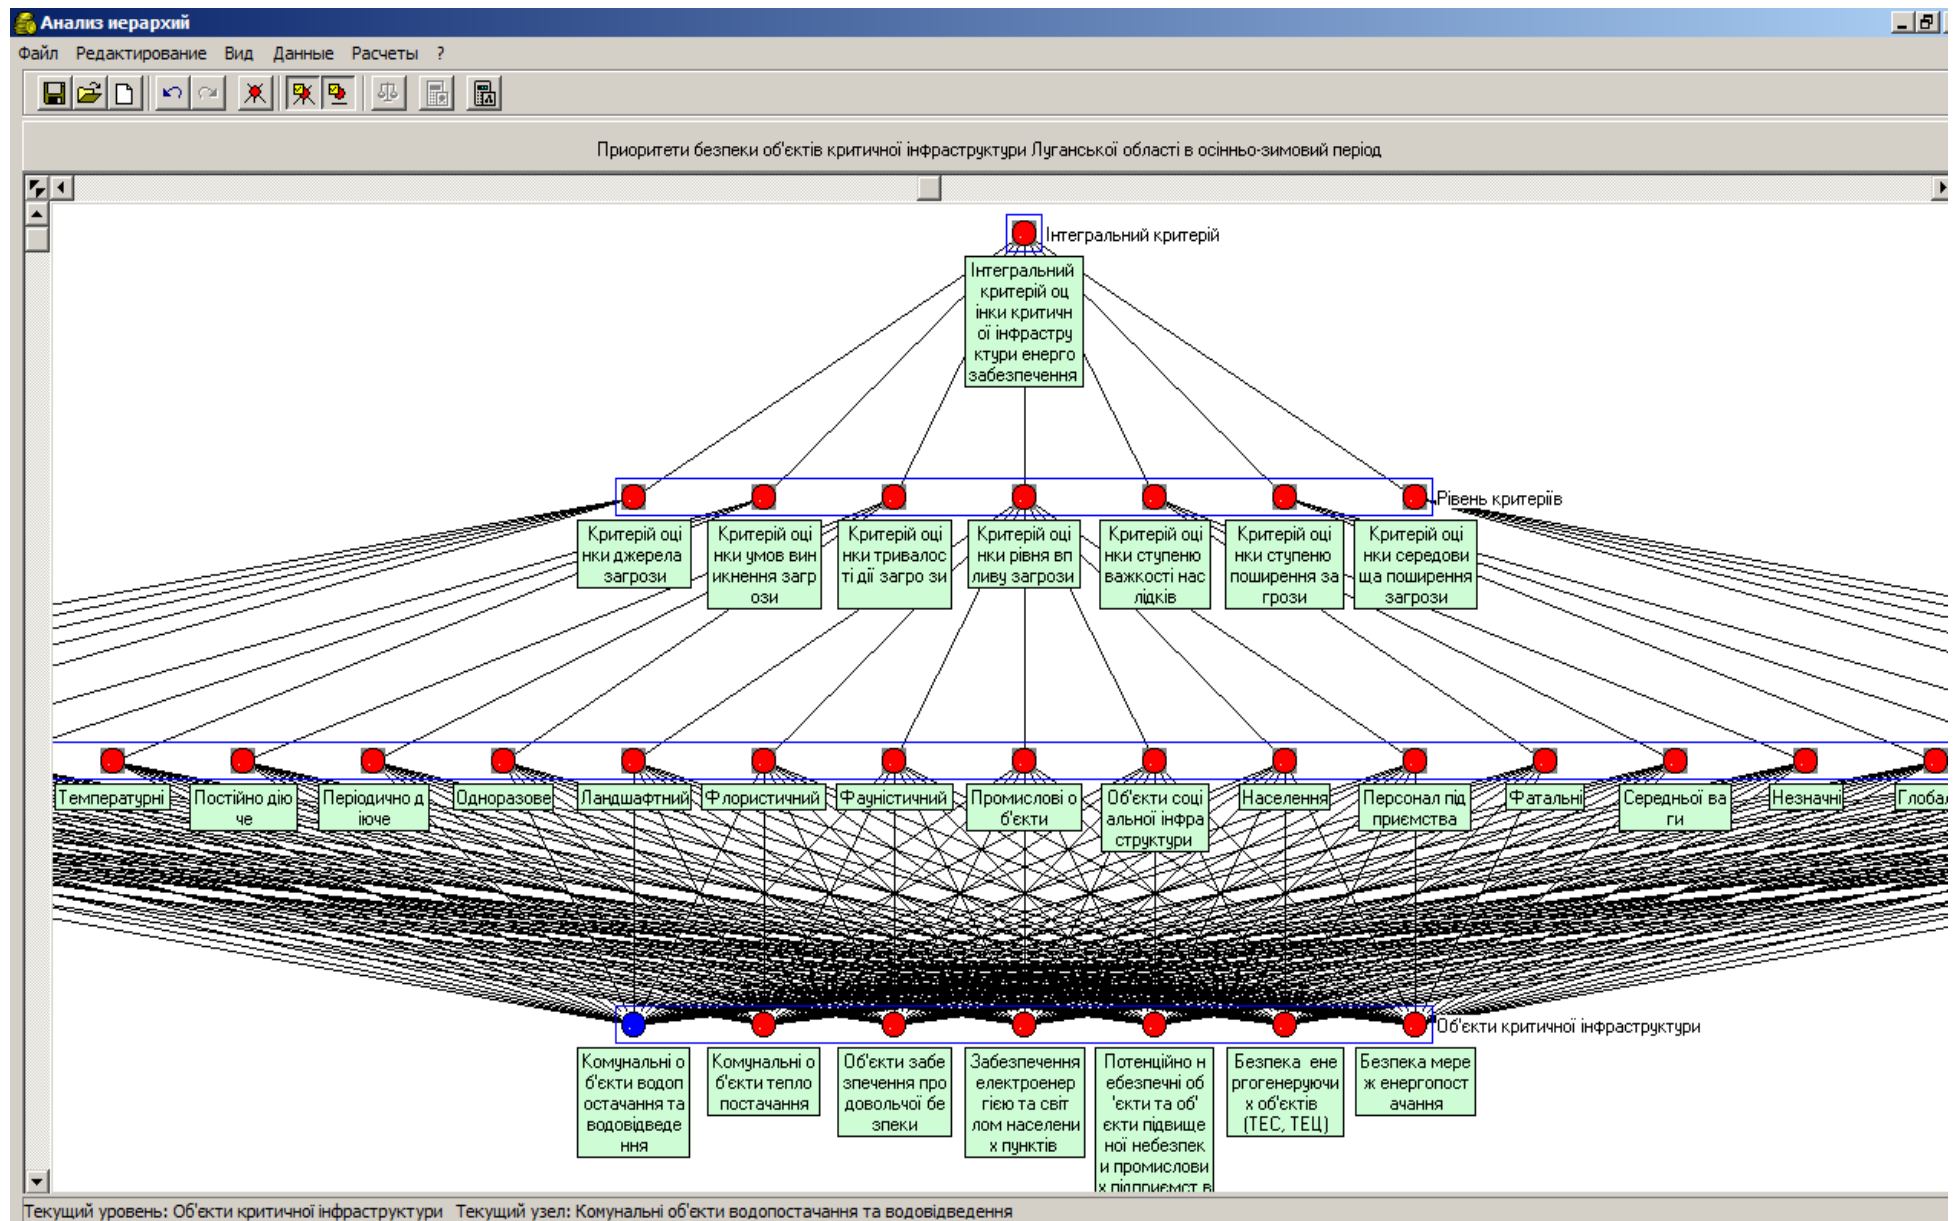 Анализ иерархий
Файл Редактирование Вид Данные Расчеты ?
Приоритети безпеки об'єктів критичної інфраструктури Луганської області в осінньо-зимовий період
Інтегральний критерій
Інтегральний
критерій оц
інки критичн
ої інфрастру
ктури енерго
забезпечення
Рівень критеріїв
Критерій оці
нки джерела
загрози
Критерій оці
нки умов вин
икнення загр
ози
Критерій оці
нки тривалос
ті дії загро зи
Критерій оці
нки рівня вп
ливу загрози
Критерій оці
нки ступеню
важкості нас
лідків
Критерій оці
нки ступеню
поширення за
грози
Критерій оці
нки середови
ща поширення
загрози
Температурні
Постійно дію
че
Періодично д
іюче
Одноразове
Ландшафтний
Флористичний
Фауністичний
Промислові о
б'єкти
Об'єкти соці
альної інфра
структури
Населення
Персонал під
приємства
Фатальні
Середньої ва
ги
Незначні
Глобал
Об'єкти критичної інфраструктури
Комунальні о
б'єкти водоп
остачання та
водовідведе
ння
Комунальні о
б'єкти тепло
постачання
Об'єкти забе
зпечення про
довольчої бе
зпеки
Забезпечення
електроенер
гією та світ
лом населени
х пунктів
Потенційно н
ебезпечні об
'єкти та об'
єкти підвище
ної небезпек
и промислови
х підприємст в
Безпека ене
ргогенеруючи
х об'єктів
(ТЕС, ТЕЦ)
Безпека мере
ж енергопост
ачання
Текущий уровень: Об'єкти критичної інфраструктури Текущий узел: Комунальні об'єкти водопостачання та водовідведення